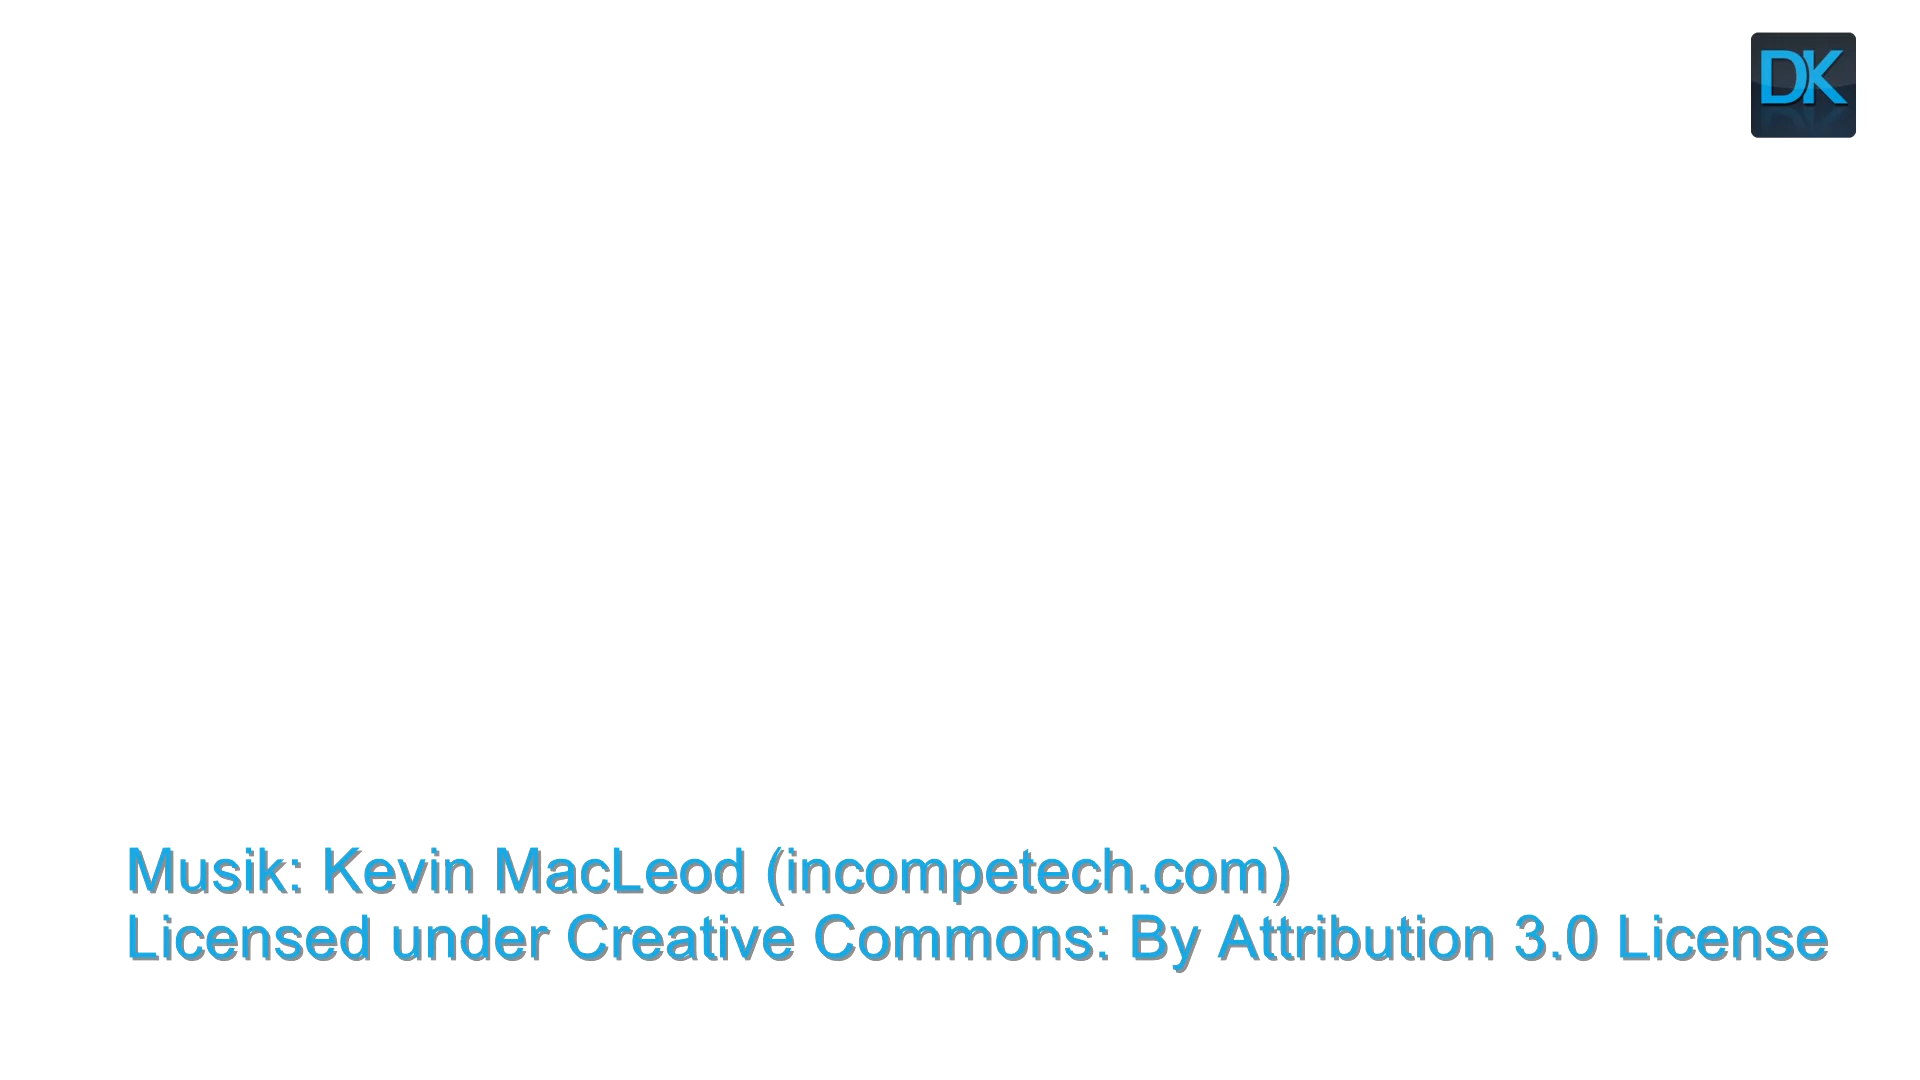 DK
Musik: Kevin MacLeod (incompetech.com)
Licensed under Creative Commons: By Attribution 3.0 License